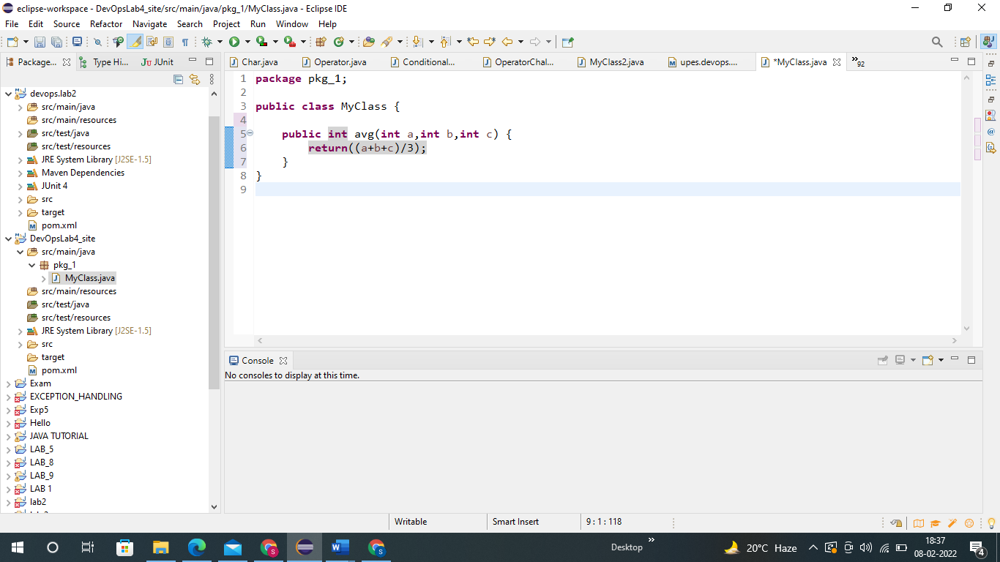 eclipse-workspace - DevOpsLab4_site/src/main/java/pkg_1/MyClass.java - Eclipse IDE
File Edit Source Refactor Navigate Search Project Run Window Help
Package... Type Hi... JUnit
Char.java Operator.java Conditional... OperatorChal... MyClass2.java upes.devops.... *MyClass.java »92
devops.lab2
src/main/java
src/main/resources
src/test/java
src/test/resources
JRE System Library [J2SE-1.5]
Maven Dependencies
JUnit 4
src
target
pom.xml
DevOpsLab4_site
src/main/java
pkg_1
MyClass.java
src/main/resources
src/test/java
src/test/resources
JRE System Library [J2SE-1.5]
src
target
pom.xml
Exam
EXCEPTION_HANDLING
Exp5
Hello
JAVA TUTORIAL
LAB_5
LAB_8
LAB_9
LAB 1
lab2
1 package pkg_1;
2
3 public class MyClass {
4
5 public int avg(int a,int b,int c) {
6 return((a+b+c)/3);
7 }
8 }
9
Console
No consoles to display at this time.
Writable Smart Insert 9 : 1 : 118
Desktop » 20°C Haze 18:37
08-02-2022 4